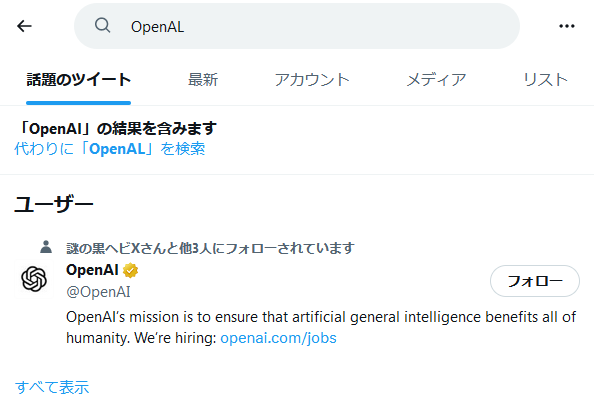 OpenAL
話題のツイート 最新 アカウント メディア リスト
「OpenAI」の結果を含みます
代わりに「OpenAL」を検索
ユーザー
謎の黒ヘビXさんと他3人にフォローされています
OpenAI
@OpenAI
フォロー
OpenAI’s mission is to ensure that artificial general intelligence benefits all of
humanity. We’re hiring: openai.com/jobs
すべて表示